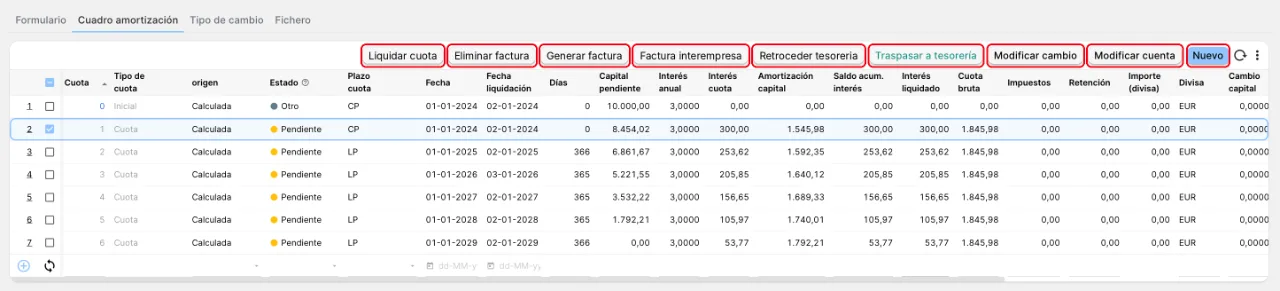 Formulario Cuadro amortización Tipo de cambio Fichero
Liquidar cuota Eliminar factura Generar factura Factura interempresa Retroceder tesoreria Traspasar a tesorería Modificar cambio Modificar cuenta Nuevo
Cuota Tipo de cuota origen Estado Plazo cuota Fecha Fecha liquidación Días Capital pendiente Interés anual Interés cuota Amortización capital Saldo acum. interés Interés liquidado Cuota bruta Impuestos Retención Importe (divisa) Divisa Cambio capital
1 0 Inicial Calculada Otro CP 01-01-2024 02-01-2024 0 10.000,00 3,0000 0,00 0,00 0,00 0,00 0,00 0,00 0,00 0,00 EUR 0,0000
2 1 Cuota Calculada Pendiente CP 01-01-2024 02-01-2024 0 8.454,02 3,0000 300,00 1.545,98 300,00 300,00 1.845,98 0,00 0,00 0,00 EUR 0,0000
3 2 Cuota Calculada Pendiente LP 01-01-2025 02-01-2025 366 6.861,67 3,0000 253,62 1.592,35 253,62 253,62 1.845,98 0,00 0,00 0,00 EUR 0,0000
4 3 Cuota Calculada Pendiente LP 01-01-2026 03-01-2026 365 5.221,55 3,0000 205,85 1.640,12 205,85 205,85 1.845,98 0,00 0,00 0,00 EUR 0,0000
5 4 Cuota Calculada Pendiente LP 01-01-2027 02-01-2027 365 3.532,22 3,0000 156,65 1.689,33 156,65 156,65 1.845,98 0,00 0,00 0,00 EUR 0,0000
6 5 Cuota Calculada Pendiente LP 01-01-2028 02-01-2028 365 1.792,21 3,0000 105,97 1.740,01 105,97 105,97 1.845,98 0,00 0,00 0,00 EUR 0,0000
7 6 Cuota Calculada Pendiente LP 01-01-2029 02-01-2029 366 0,00 3,0000 53,77 1.792,21 53,77 53,77 1.845,98 0,00 0,00 0,00 EUR 0,0000
dd-MM-y dd-MM-yy